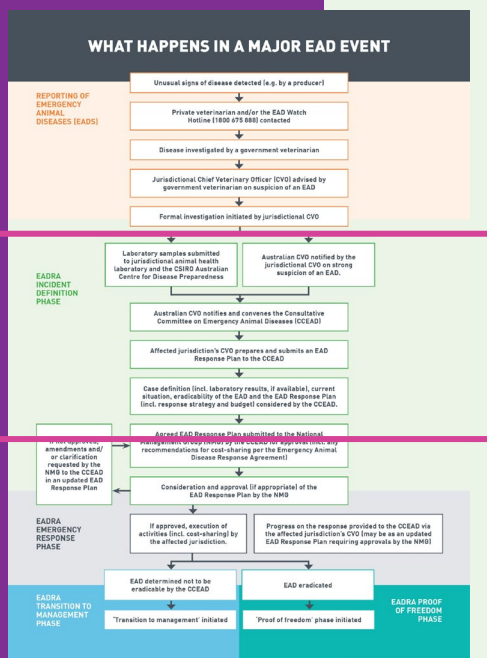 WHAT HAPPENS IN A MAJOR EAD EVENT
REPORTING OF
EMERGENCY
ANIMAL
DISEASES (EADS)
Unusual signs of disease detected (e.g. by a producer)
Private veterinarian and/or the EAD Watch
Hotline (1800 675 888) contacted
Disease investigated by a government veterinarian
Jurisdictional Chief Veterinary Officer (CVO) advised by
government veterinarian on suspicion of an EAD
Formal investigation initiated by jurisdictional CVO
EADRA
INCIDENT
DEFINITION
PHASE
Laboratory samples submitted
to jurisdictional animal health
laboratory and the CSIRO Australian
Centre for Disease Preparedness
Australian CVO notified by the
jurisdictional CVO on strong
suspicion of an EAD.
Australian CVO notifies and convenes the Consultative
Committee on Emergency Animal Diseases (CCEAD)
Affected jurisdiction's CVO prepares and submits an EAD
Response Plan to the CCEAD
Case definition (incl. laboratory results, if available), current
situation, eradicability of the EAD and the EAD Response Plan
(incl. response strategy and budget) considered by the CCEAD.
Agreed EAD Response Plan submitted to the National
Management Group (NMG) by the CCEAD for approval (incl. any
recommendations for cost-sharing per the Emergency Animal
Disease Response Agreement)
If not approved,
amendments and/
or clarification
requested by the
NMG to the CCEAD
in an updated EAD
Response Plan
Consideration and approval (if appropriate) of the
EAD Response Plan by the NMG
EADRA
EMERGENCY
RESPONSE
PHASE
If approved, execution of
activities (incl. cost-sharing) by
the affected jurisdiction.
Progress on the response provided to the CCEAD via
the affected jurisdiction's CVO (may be as an updated
EAD Response Plan requiring approvals by the NMG)
EADRA
TRANSITION TO
MANAGEMENT
PHASE
EAD determined not to be
eradicable by the CCEAD
'Transition to management' initiated
EAD eradicated
'Proof of freedom' phase initiated
EADRA PROOF
OF FREEDOM
PHASE